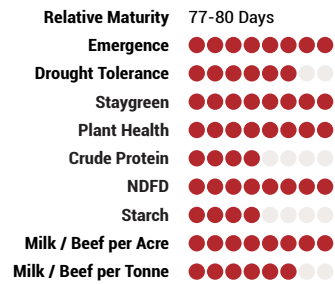 Relative Maturity 77-80 Days
Emergence
Drought Tolerance
Staygreen
Plant Health
Crude Protein
NDFD
Starch
Milk / Beef per Acre
Milk / Beef per Tonne